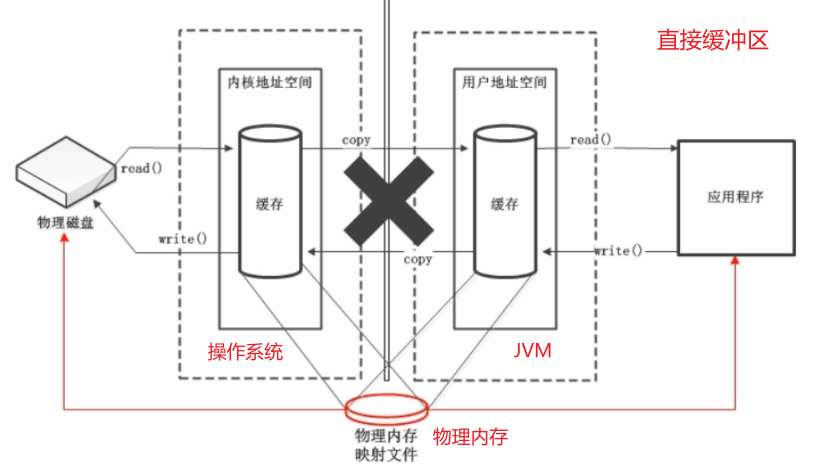 直接缓冲区
内核地址空间
用户地址空间
copy
read()
read()
缓存
缓存
应用程序
物理磁盘
write()
copy
write()
操作系统
JVM
物理内存
映射文件
物理内存